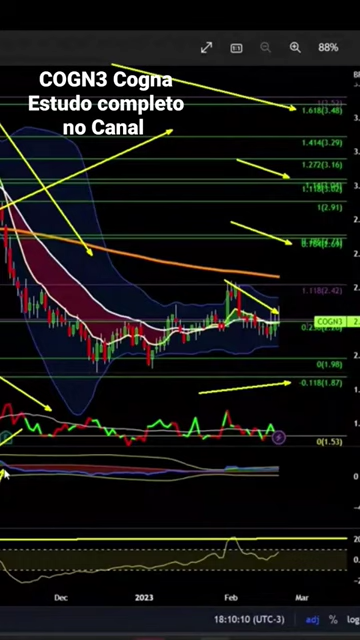 88%
COGN3 Cogna
Estudo completo
no Canal
1.618(3.48)
1.414(3.29)
1.272(3.16)
1(2.91)
1.118(2.42)
COGN3
0(1.98)
-0.118(1.87)
0(1.53)
Dec
2023
Feb
Mar
18:10:10 (UTC-3)
adj
%
log